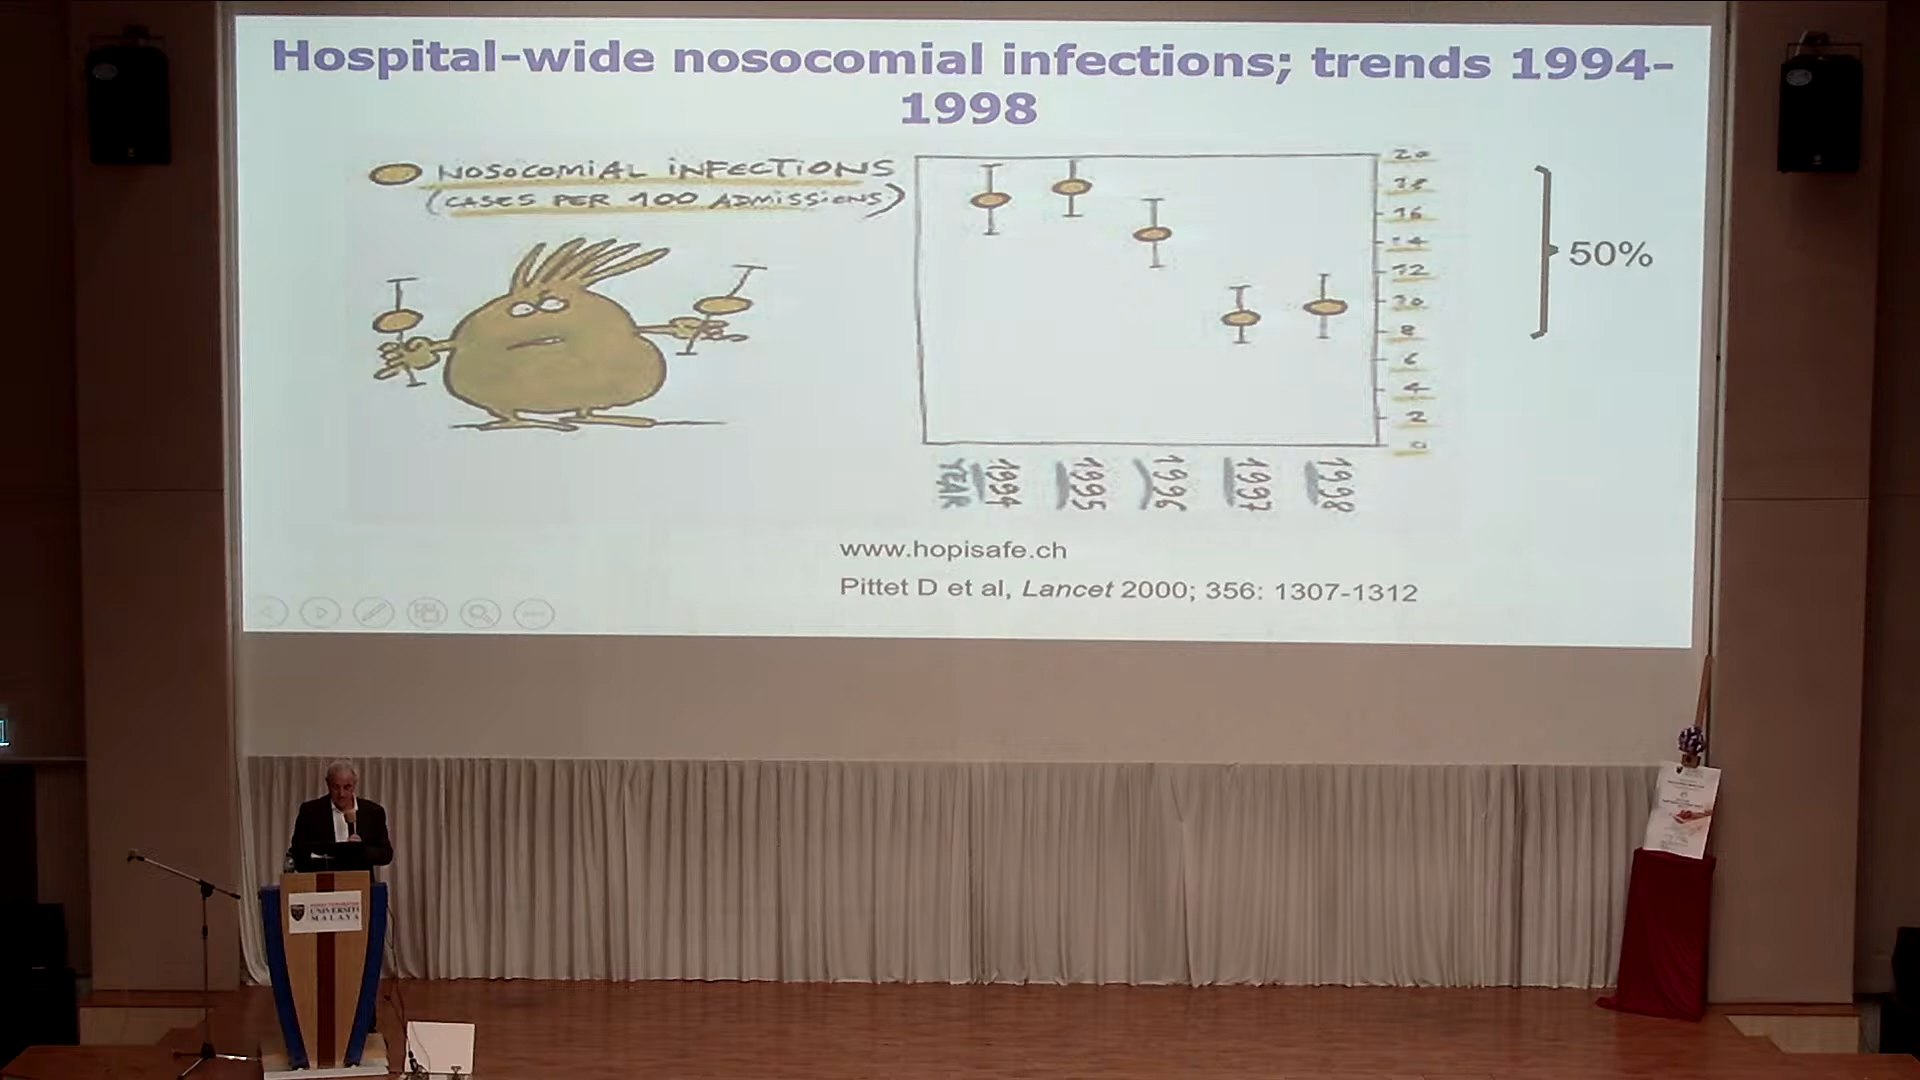 Hospital-wide nosocomial infections; trends 1994-
1998
NOSOCOMIAL INFECTIONS
(CASES PER 100 ADMISSIONS)
20
18
16
14
12
10
8
6
4
2
0
50%
YEAR
1994
1995
1996
1997
1998
www.hopisafe.ch
Pittet D et al, Lancet 2000; 356: 1307-1312
UNIVERSITI
MALAYA